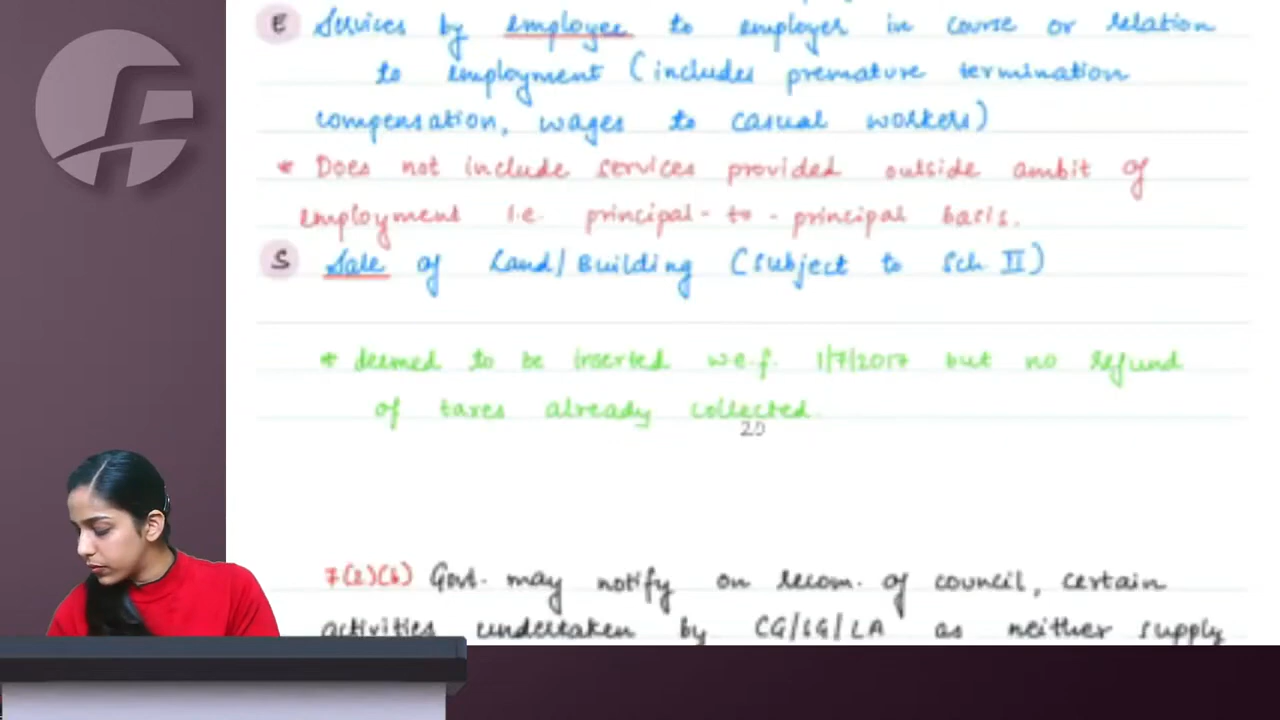 E Services by employee to employer in course or relation
to employment (includes premature termination
compensation, wages to casual workers)
* Does not include services provided outside ambit of
employment i.e. principal-to-principal basis.
S Sale of Land/Building (subject to Sch II)
* deemed to be inserted w.e.f. 1/7/2017 but no refund
of taxes already collected.
20
7(2)(b) Govt. may notify on recom. of council, certain
activities undertaken by CG/SG/LA as neither supply